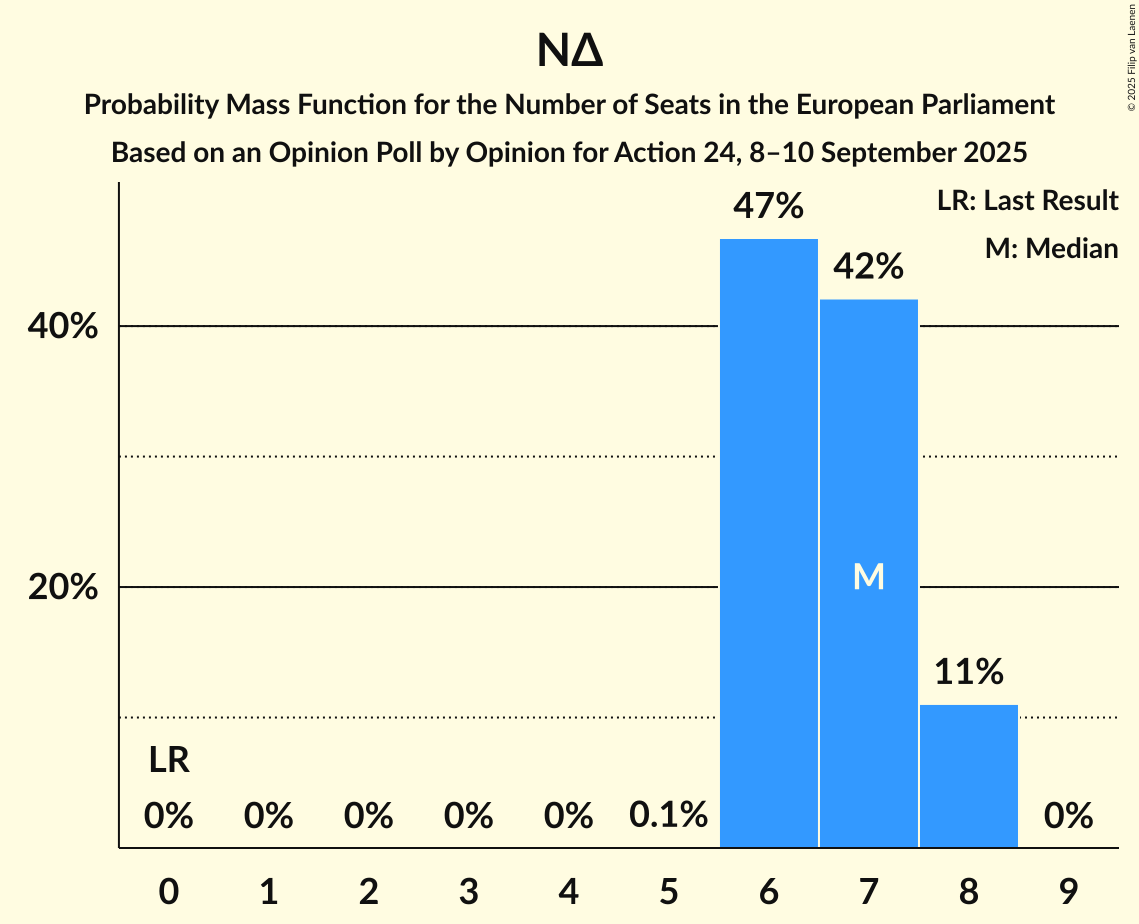 ΝΔ
Probability Mass Function for the Number of Seats in the European Parliament
Based on an Opinion Poll by Opinion for Action 24, 8–10 September 2025
© 2025 Filip van Laenen
LR: Last Result
M: Median
47%
42%
40%
M
20%
11%
LR
0% 0% 0% 0% 0% 0.1% 0%
0 1 2 3 4 5 6 7 8 9